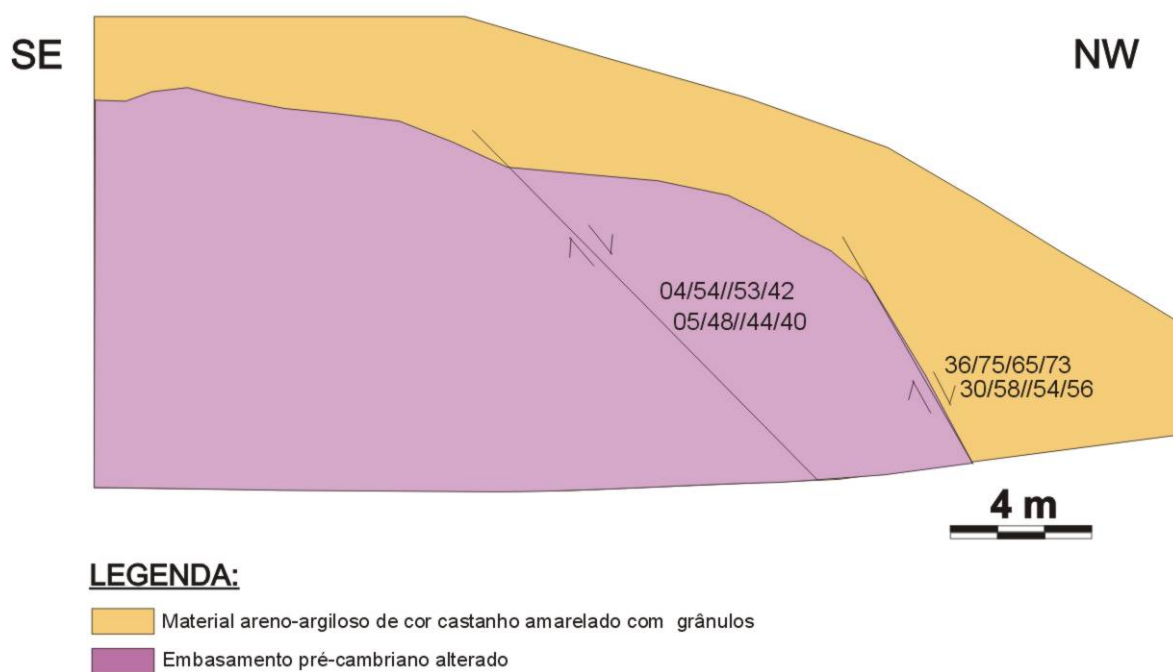 SE
NW
04/54//53/42
05/48//44/40
36/75/65/73
30/58//54/56
4 m
LEGENDA:
Material areno-argiloso de cor castanho amarelado com grânulos
Embasamento pré-cambriano alterado